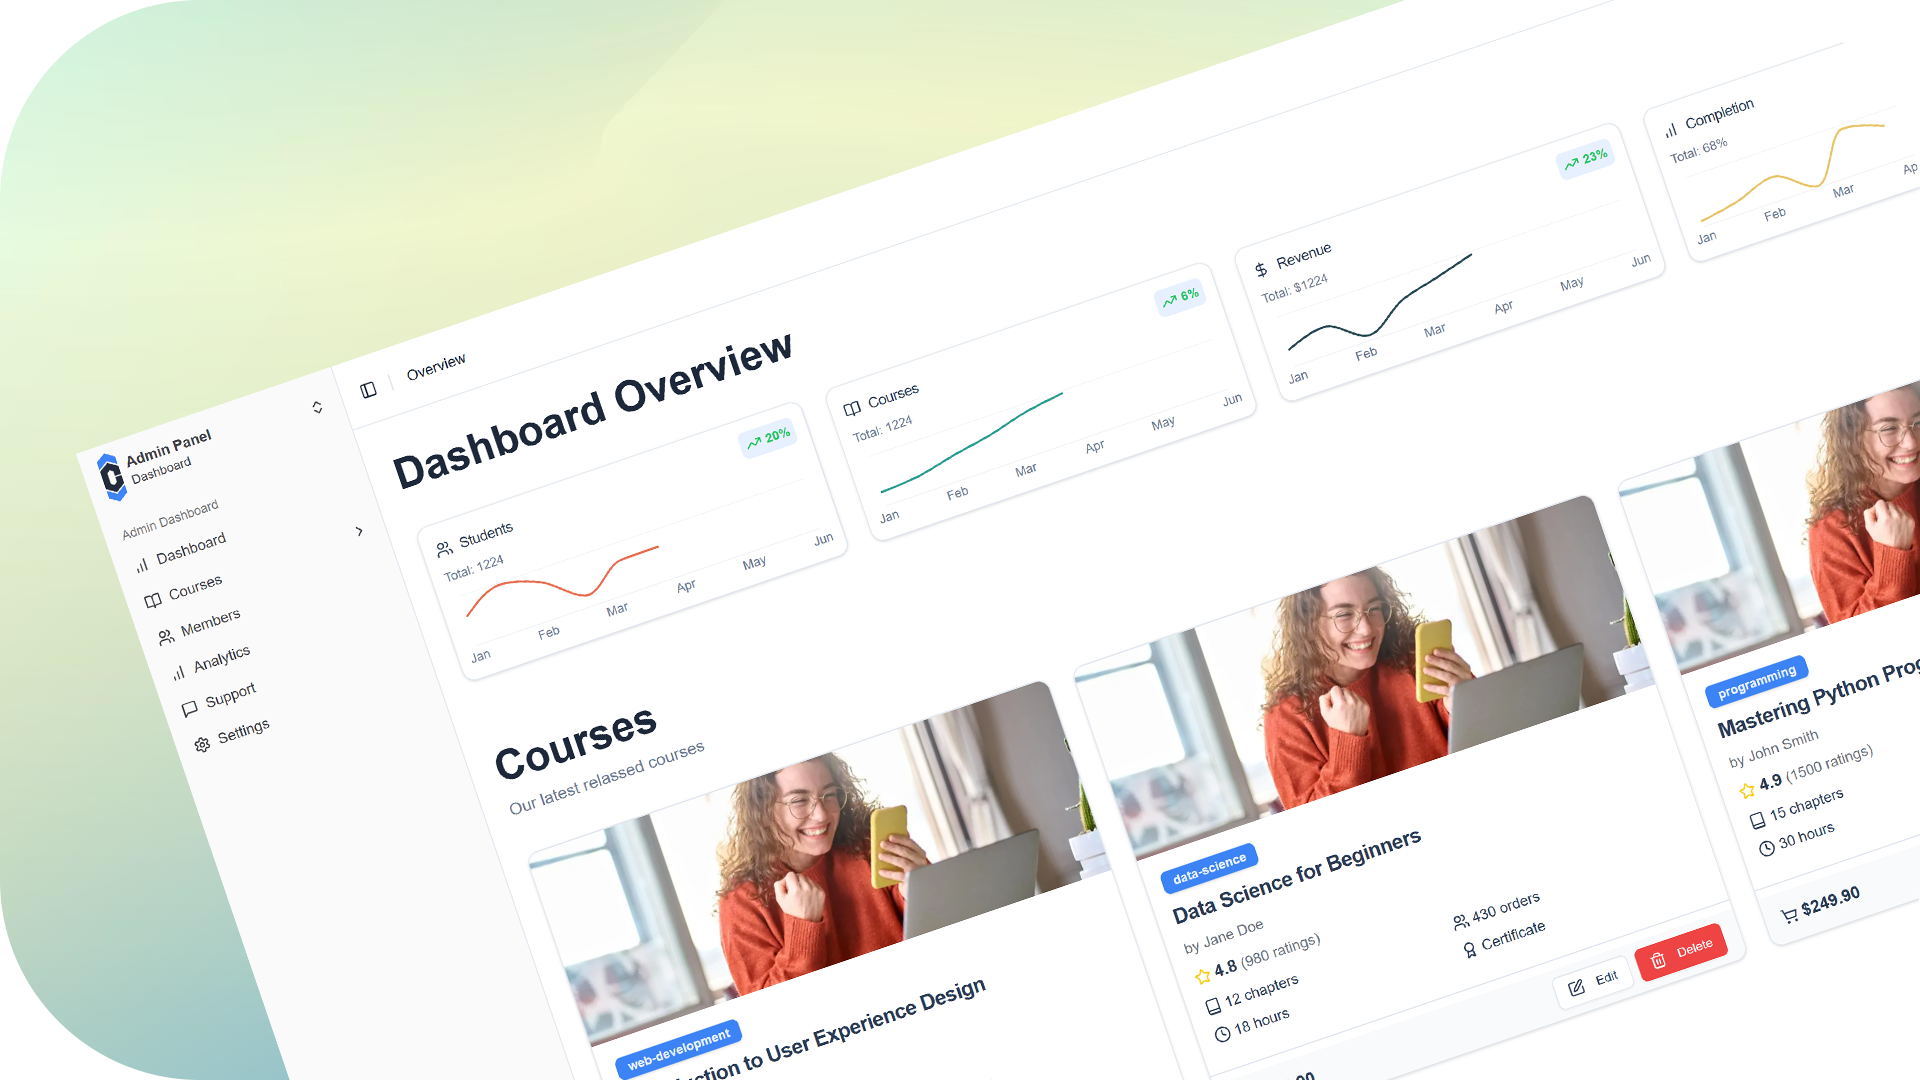 Admin Panel
Dashboard
Admin Dashboard
Dashboard
Courses
Members
Analytics
Support
Settings
Overview
Dashboard Overview
Students
Total: 1224
20%
Jan
Feb
Mar
Apr
May
Jun
Courses
Total: 1224
6%
Jan
Feb
Mar
Apr
May
Jun
Revenue
Total: $1224
23%
Jan
Feb
Mar
Apr
May
Jun
Completion
Total: 68%
Jan
Feb
Mar
Ap
Courses
Our latest relassed courses
web-development
ction to User Experience Design
data-science
Data Science for Beginners
by Jane Doe
4.8 (980 ratings)
430 orders
12 chapters
Certificate
18 hours
Edit
Delete
programming
Mastering Python Prog
by John Smith
4.9 (1500 ratings)
15 chapters
30 hours
$249.90